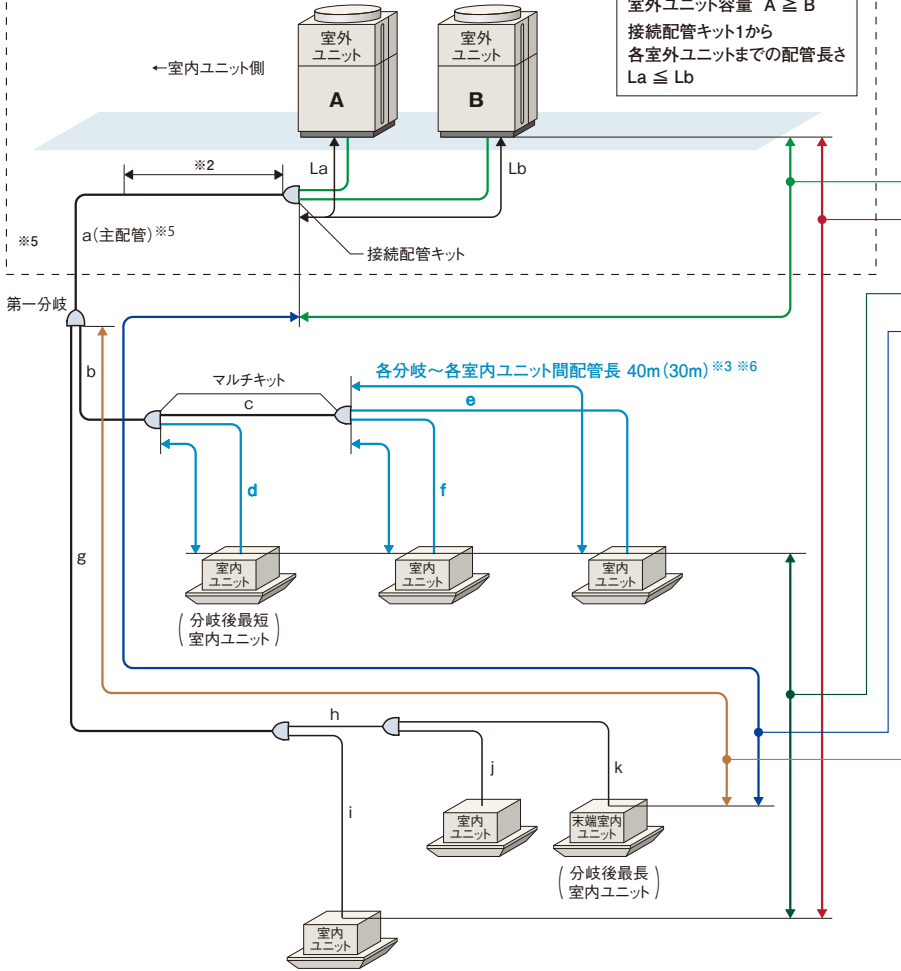 室外ユニット容量 A ≧ B
接続配管キット1から
各室外ユニットまでの配管長さ
La ≦ Lb
室外
ユニット
A
室外
ユニット
B
←室内ユニット側
※2
La
Lb
※5
a(主配管)※5
接続配管キット
第一分岐
b
マルチキット
c
各分岐～各室内ユニット間配管長 40m(30m)※3 ※6
e
d
f
g
室内
ユニット
室内
ユニット
室内
ユニット
(分岐後最短
室内ユニット)
h
j
k
i
室内
ユニット
末端室内
ユニット
(分岐後最長
室内ユニット)
室内
ユニット